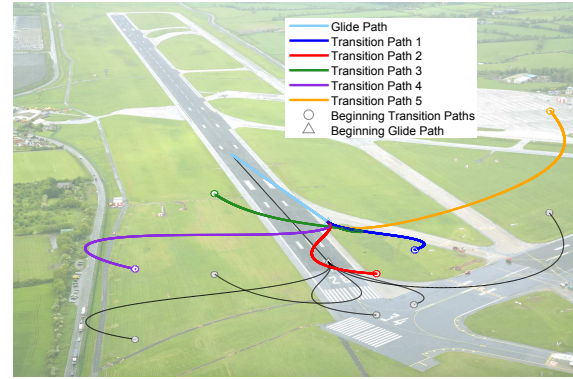 Glide Path
Transition Path 1
Transition Path 2
Transition Path 3
Transition Path 4
Transition Path 5
Beginning Transition Paths
Beginning Glide Path
28